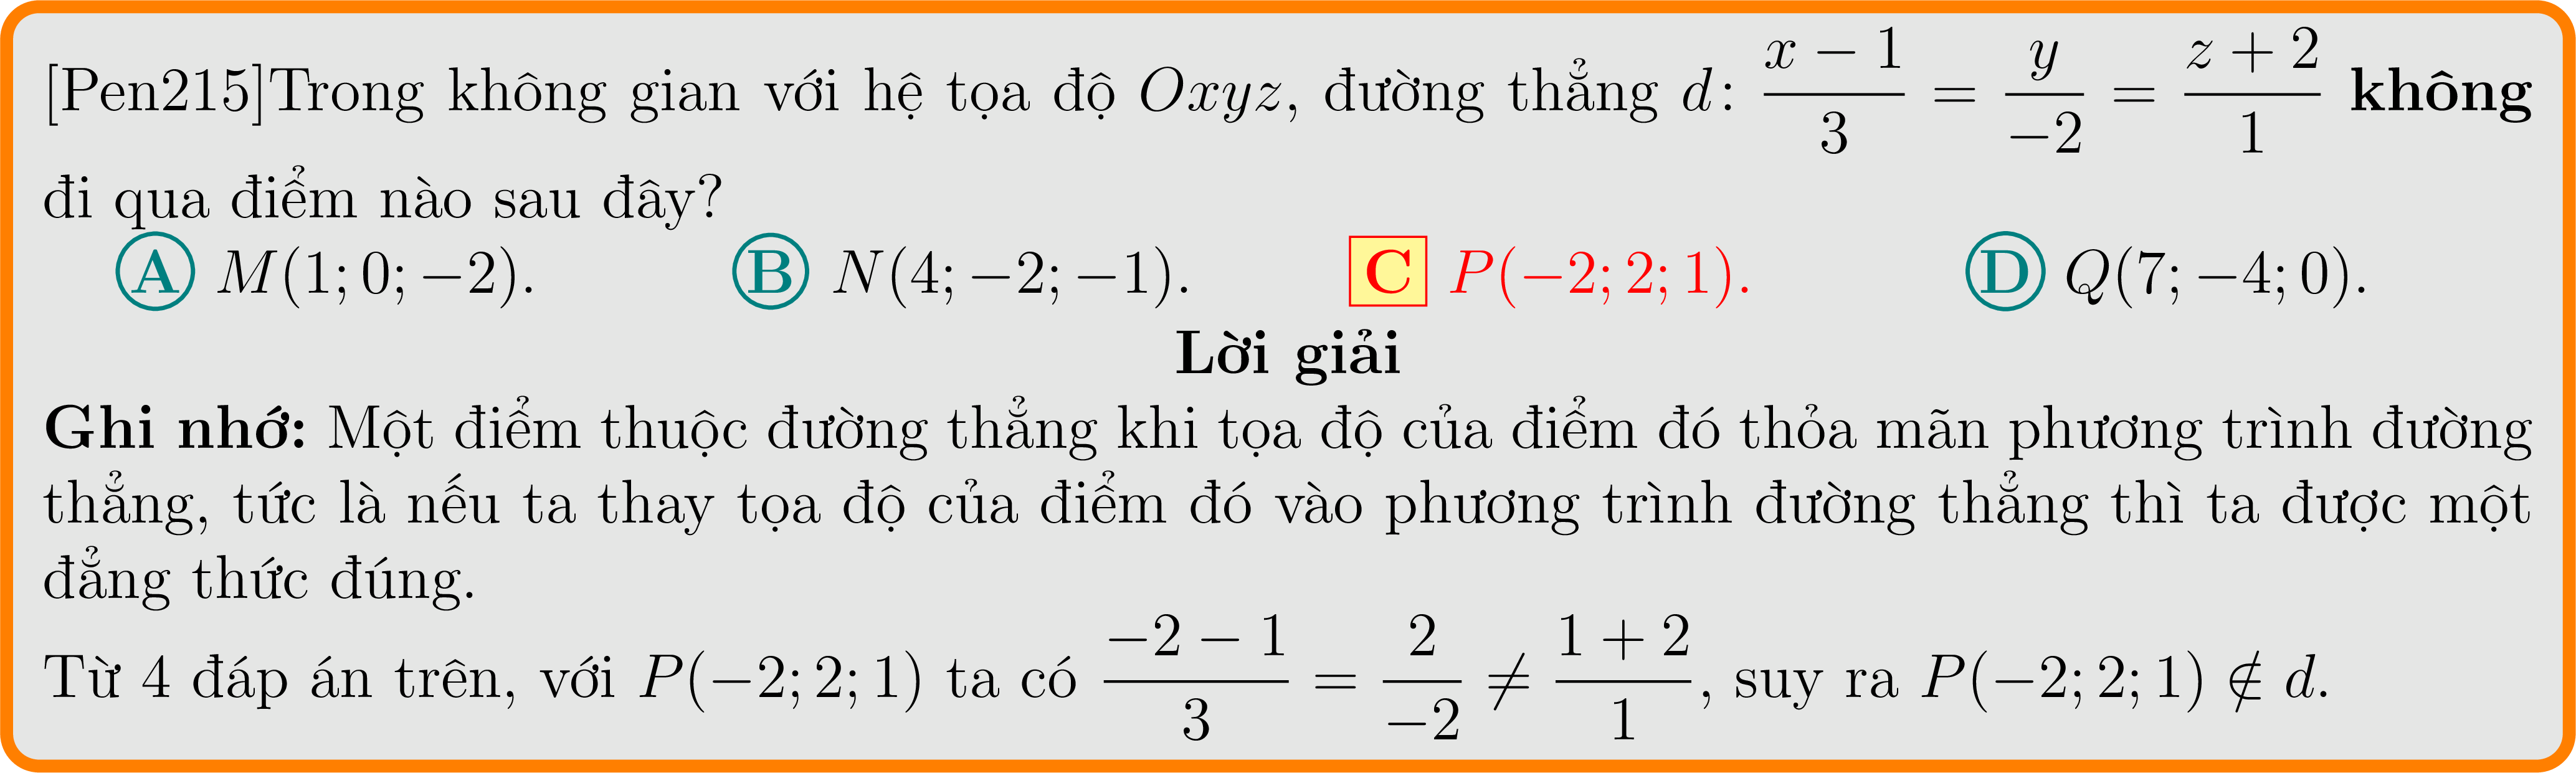 [Pen215]Trong không gian với hệ tọa độ Oxyz, đường thẳng d: \frac{x-1}{3} = \frac{y}{-2} = \frac{z+2}{1} không
đi qua điểm nào sau đây?
A M(1; 0; −2). B N(4; −2; −1). C P(−2; 2; 1). D Q(7; −4; 0).
Lời giải
Ghi nhớ: Một điểm thuộc đường thẳng khi tọa độ của điểm đó thỏa mãn phương trình đường
thẳng, tức là nếu ta thay tọa độ của điểm đó vào phương trình đường thẳng thì ta được một
đẳng thức đúng.
Từ 4 đáp án trên, với P(−2; 2; 1) ta có \frac{-2-1}{3} = \frac{2}{-2} ≠ \frac{1+2}{1}, suy ra P(−2; 2; 1) ∉ d.